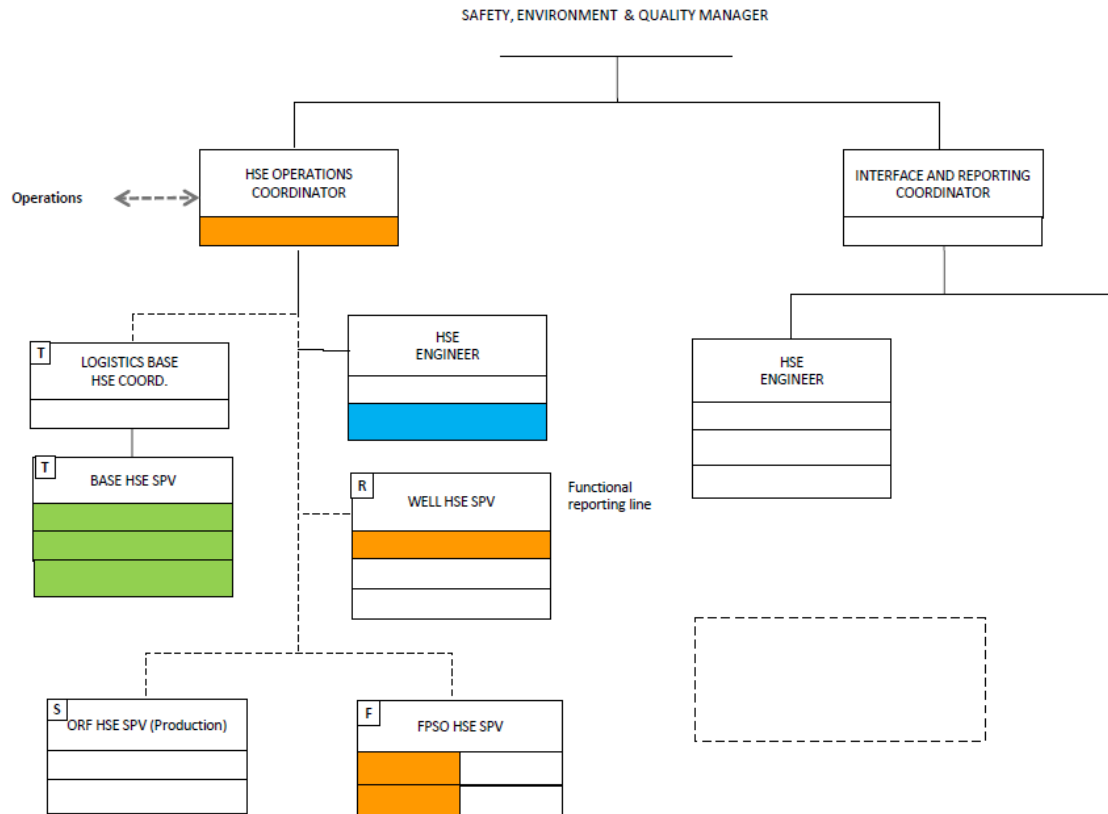 SAFETY, ENVIRONMENT & QUALITY MANAGER
HSE OPERATIONS
COORDINATOR
INTERFACE AND REPORTING
COORDINATOR
Operations
HSE
ENGINEER
T
LOGISTICS BASE
HSE COORD.
HSE
ENGINEER
T
BASE HSE SPV
R
WELL HSE SPV
Functional
reporting line
S
ORF HSE SPV (Production)
F
FPSO HSE SPV